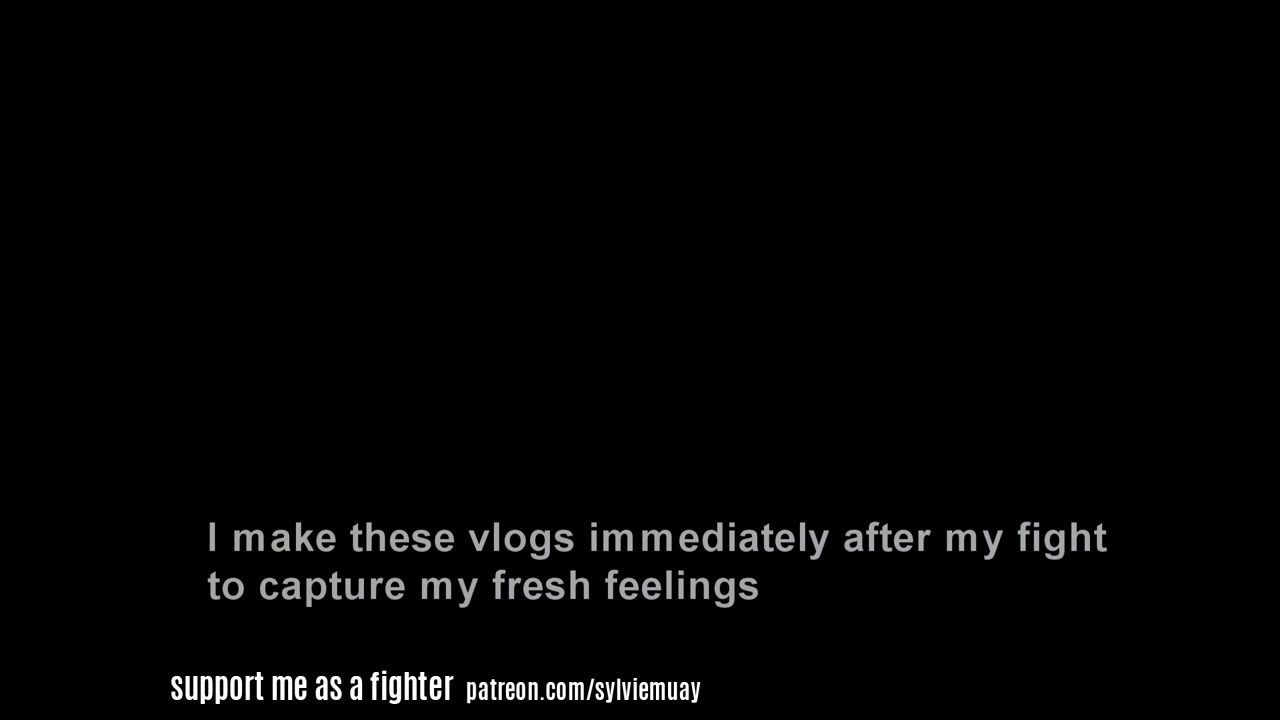 I make these vlogs immediately after my fight
to capture my fresh feelings
support me as a fighter patreon.com/sylviemuay